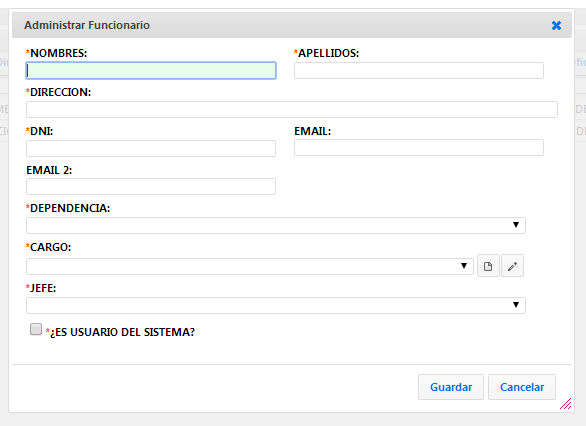 Administrar Funcionario
*NOMBRES: *APELLIDOS:
*DIRECCION:
*DNI: EMAIL:
EMAIL 2:
*DEPENDENCIA:
*CARGO:
*JEFE:
*¿ES USUARIO DEL SISTEMA?
Guardar Cancelar